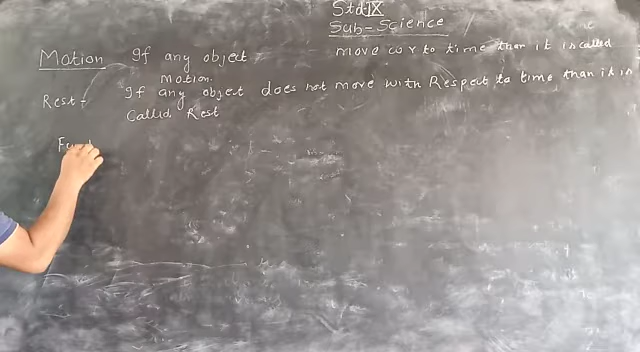 Std IX
Sub-Science
Motion If any object move w.r to time than it is called
motion.
Rest- If any object does not move with Respect to time than it is
Called Rest